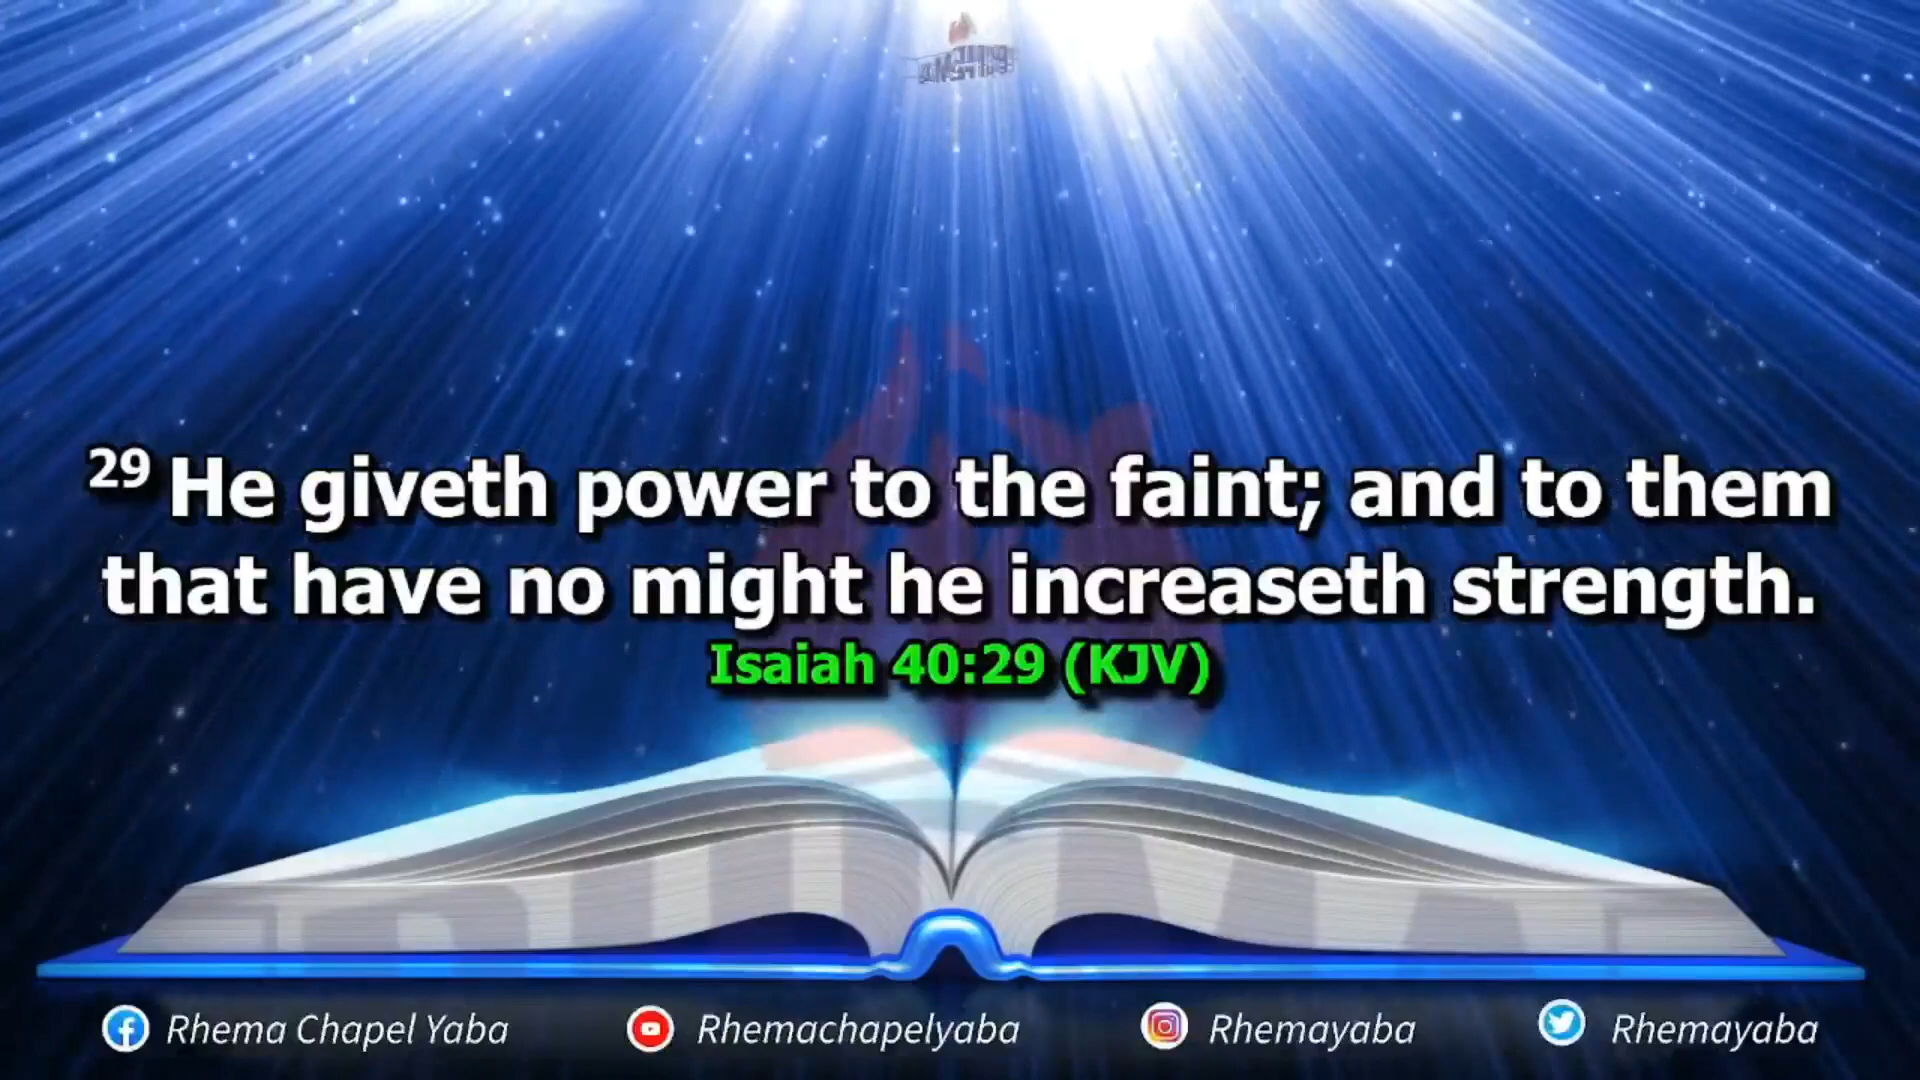 29 He giveth power to the faint; and to them
that have no might he increaseth strength.
Isaiah 40:29 (KJV)
Rhema Chapel Yaba Rhemachapelyaba Rhemayaba Rhemayaba